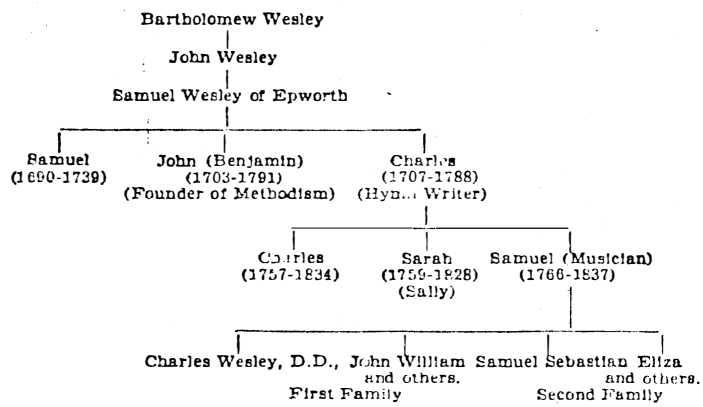 Bartholomew Wesley
John Wesley
Samuel Wesley of Epworth
Samuel John (Benjamin) Charles
(1690-1739) (1703-1791) (1707-1788)
(Founder of Methodism) (Hymn Writer)
Charles Sarah Samuel (Musician)
(1757-1834) (1759-1828) (1766-1837)
(Sally)
Charles Wesley, D.D., John William Samuel Sebastian Eliza
and others. and others.
First Family Second Family